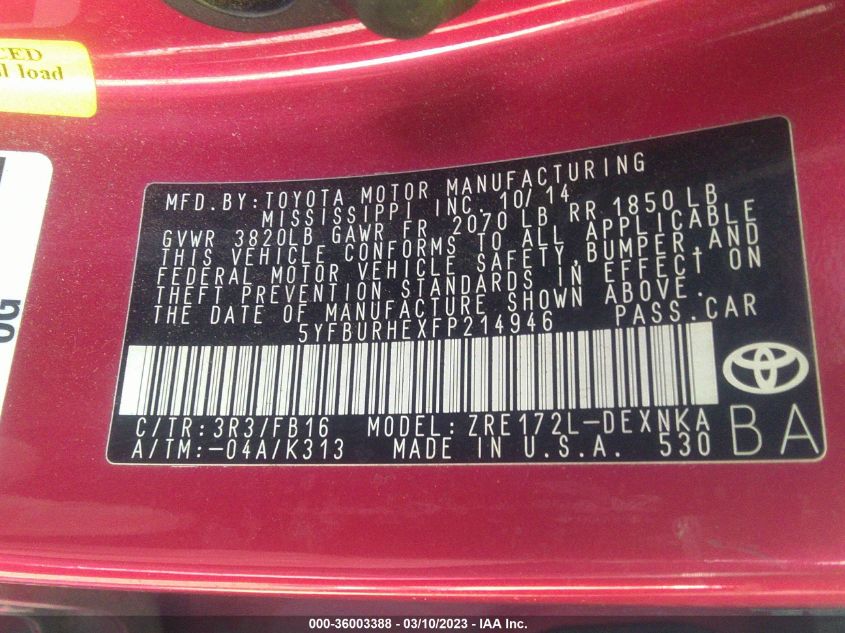 CED
l load
MFD. BY: TOYOTA MOTOR MANUFACTURING
MISSISSIPPI INC. 10/14
GVWR 3820LB GAWR FR 2070 LB RR 1850 LB
THIS VEHICLE CONFORMS TO ALL APPLICABLE
FEDERAL MOTOR VEHICLE SAFETY, BUMPER, AND
THEFT PREVENTION STANDARDS IN EFFECT ON
THE DATE OF MANUFACTURE SHOWN ABOVE.
5YFBURHEXFP214946 PASS. CAR
C/TR: 3R3/FB16 MODEL: ZRE172L-DEXNKA
A/TM: -04A/K313 MADE IN U.S.A. 530
BA
000-36003388 - 03/10/2023 - IAA Inc.